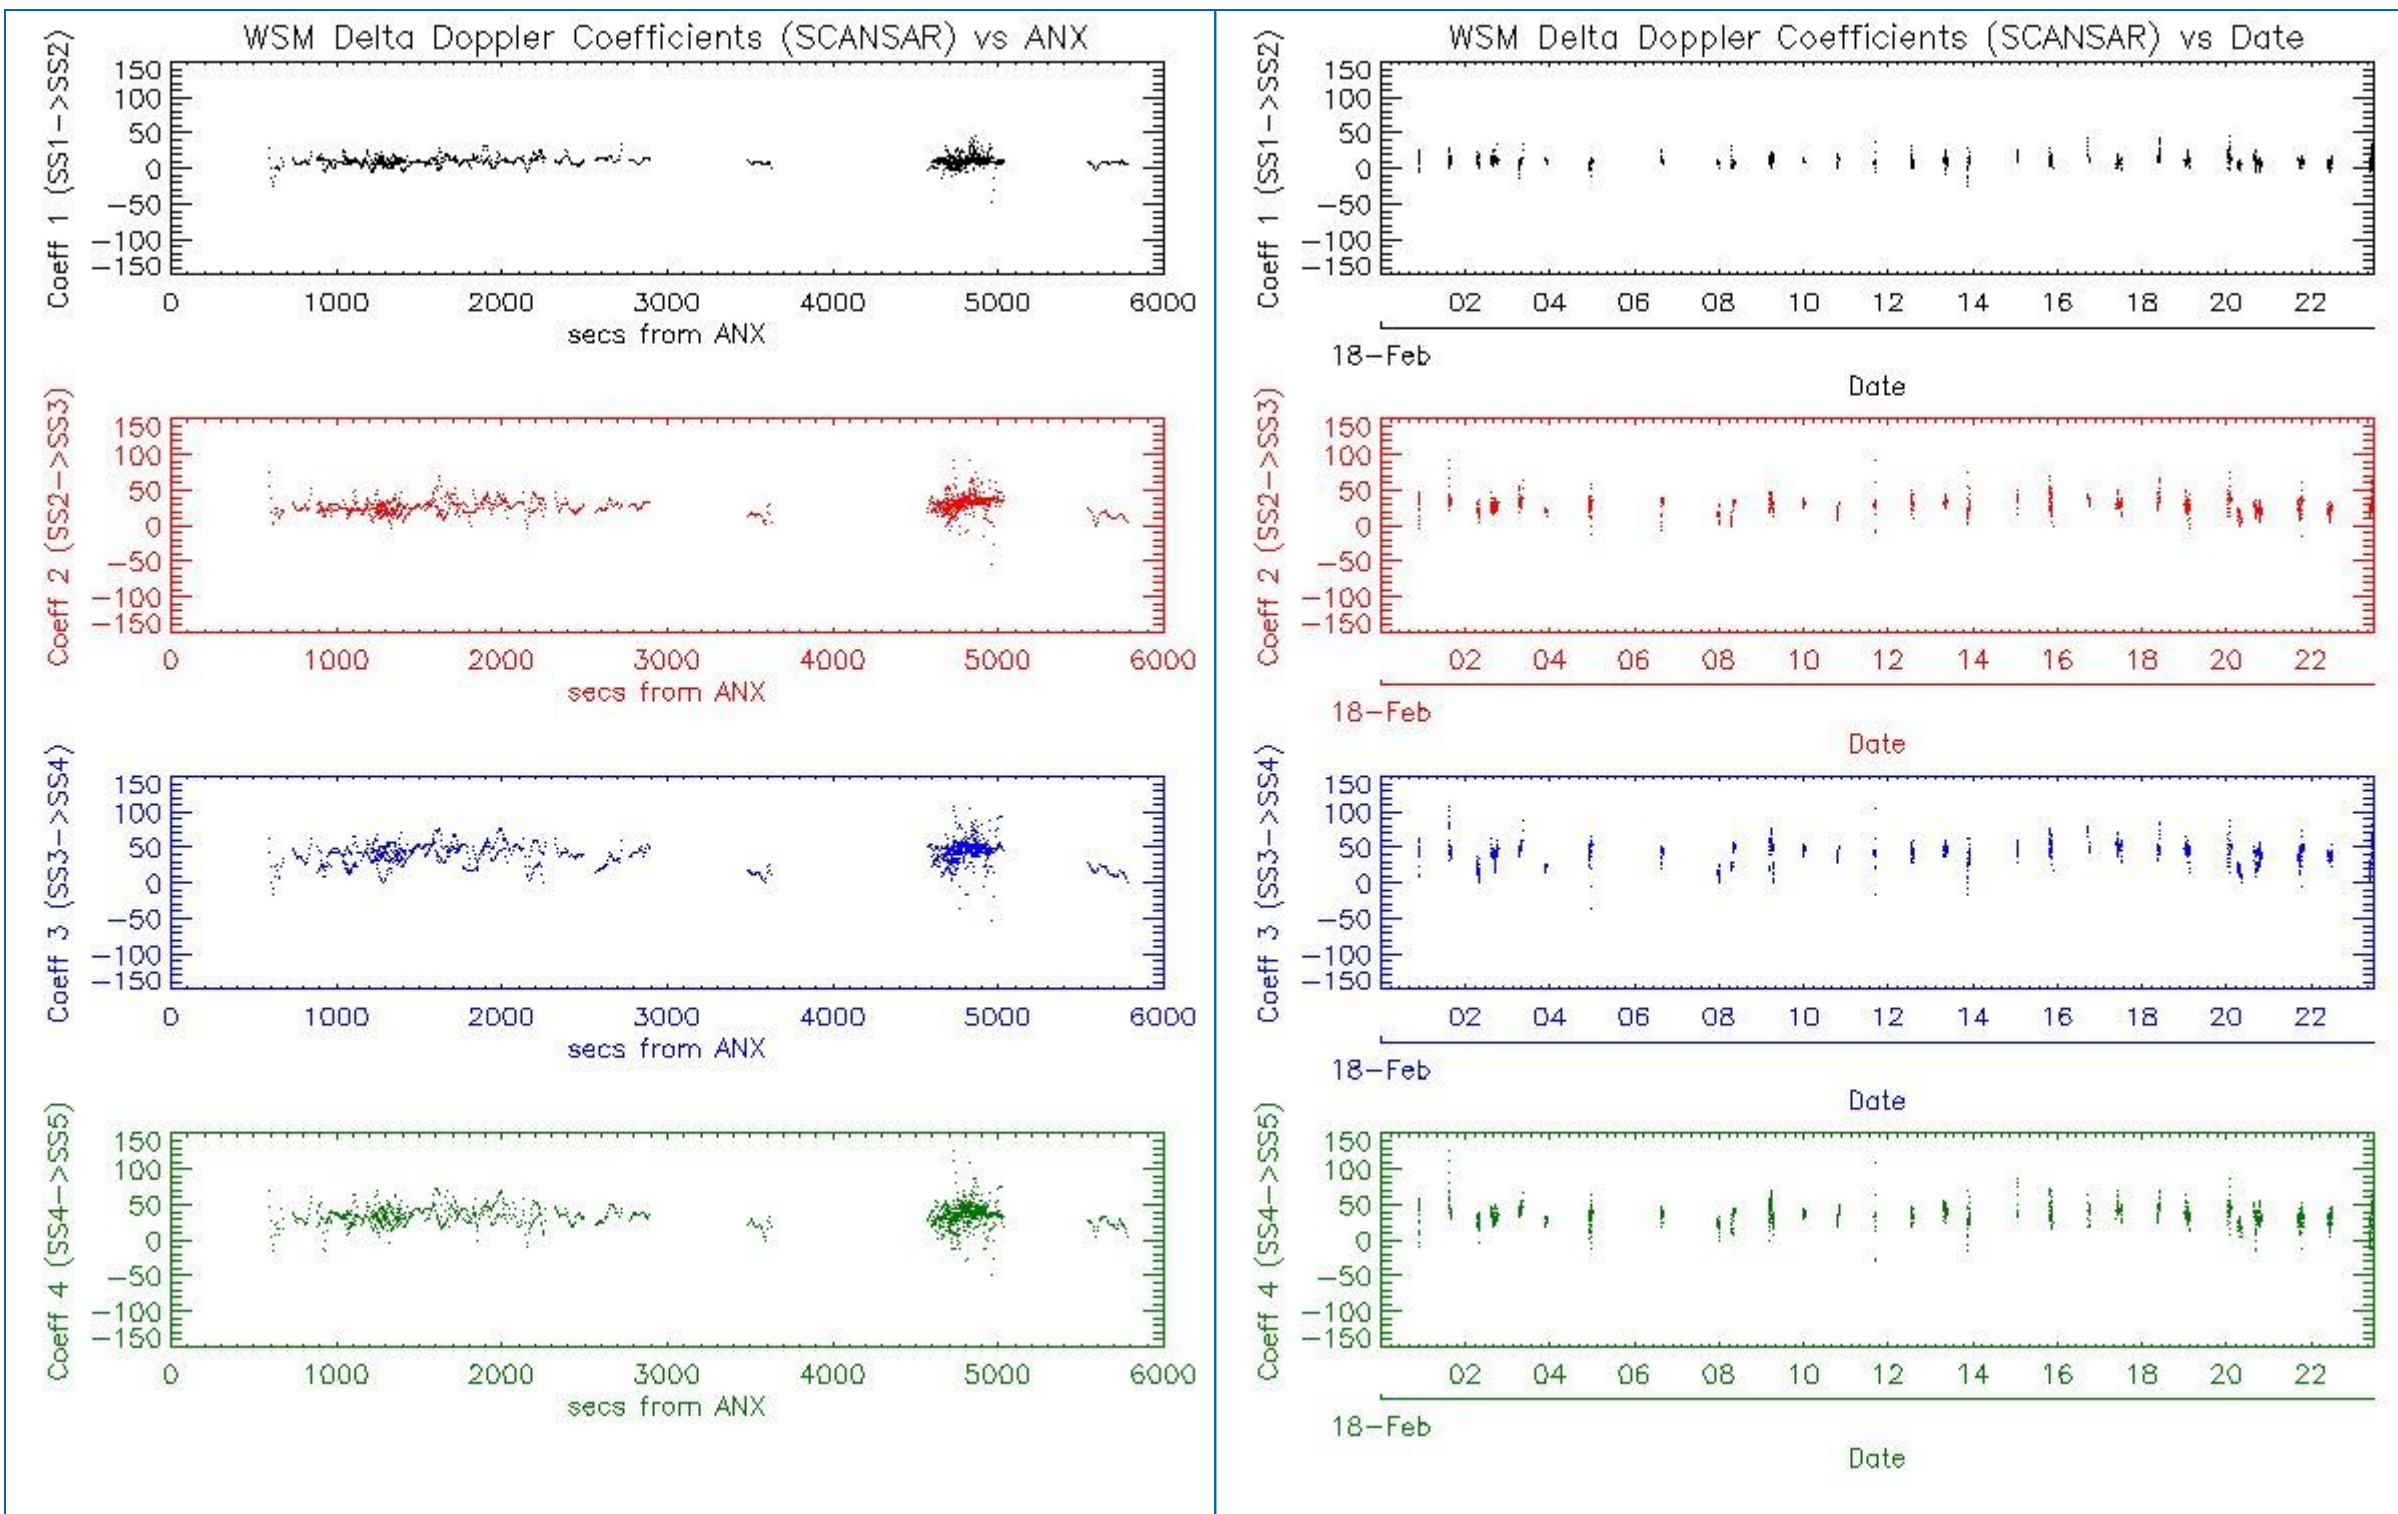 WSM Delta Doppler Coefficients (SCANSAR) vs ANX
Coeff 1 (SS1->SS2)
150
100
50
0
-50
-100
-150
0 1000 2000 3000 4000 5000 6000
secs from ANX
Coeff 2 (SS2->SS3)
150
100
50
0
-50
-100
-150
0 1000 2000 3000 4000 5000 6000
secs from ANX
Coeff 3 (SS3->SS4)
150
100
50
0
-50
-100
-150
0 1000 2000 3000 4000 5000 6000
secs from ANX
Coeff 4 (SS4->SS5)
150
100
50
0
-50
-100
-150
0 1000 2000 3000 4000 5000 6000
secs from ANX
WSM Delta Doppler Coefficients (SCANSAR) vs Date
Coeff 1 (SS1->SS2)
150
100
50
0
-50
-100
-150
02 04 06 08 10 12 14 16 18 20 22
18-Feb
Date
Coeff 2 (SS2->SS3)
150
100
50
0
-50
-100
-150
02 04 06 08 10 12 14 16 18 20 22
18-Feb
Date
Coeff 3 (SS3->SS4)
150
100
50
0
-50
-100
-150
02 04 06 08 10 12 14 16 18 20 22
18-Feb
Date
Coeff 4 (SS4->SS5)
150
100
50
0
-50
-100
-150
02 04 06 08 10 12 14 16 18 20 22
18-Feb
Date